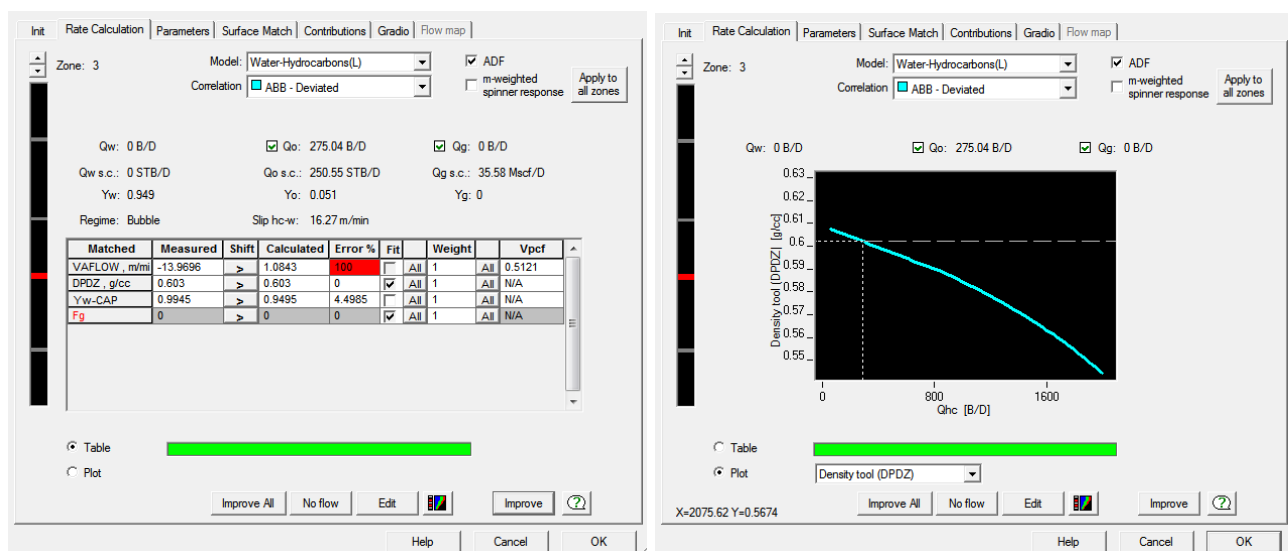 Init Rate Calculation Parameters Surface Match Contributions Gradio Flow map
Zone: 3 Model: Water-Hydrocarbons(L) ADF
Correlation ABB - Deviated m-weighted spinner response Apply to all zones
Qw: 0 B/D Qo: 275.04 B/D Qg: 0 B/D
Qw s.c.: 0 STB/D Qo s.c.: 250.55 STB/D Qg s.c.: 35.58 Mscf/D
Yw: 0.949 Yo: 0.051 Yg: 0
Regime: Bubble Slip hc-w: 16.27 m/min
Matched Measured Shift Calculated Error % Fit Weight Vpcf
VAFLOW , m/mi -13.9696 > 1.0843 100 All 1 All 0.5121
DPDZ , g/cc 0.603 > 0.603 0 All 1 All N/A
Yw-CAP 0.9945 > 0.9495 4.4985 All 1 All N/A
Fg 0 > 0 0 All 1 All N/A
Table
Plot
Improve All No flow Edit Improve
Help Cancel OK
Init Rate Calculation Parameters Surface Match Contributions Gradio Flow map
Zone: 3 Model: Water-Hydrocarbons(L) ADF
Correlation ABB - Deviated m-weighted spinner response Apply to all zones
Qw: 0 B/D Qo: 275.04 B/D Qg: 0 B/D
Density tool (DPDZ) [g/cc]
0.63
0.62
0.61
0.6
0.59
0.58
0.57
0.56
0.55
0 800 1600
Qhc [B/D]
Table
Plot Density tool (DPDZ)
X=2075.62 Y=0.5674 Improve All No flow Edit Improve
Help Cancel OK